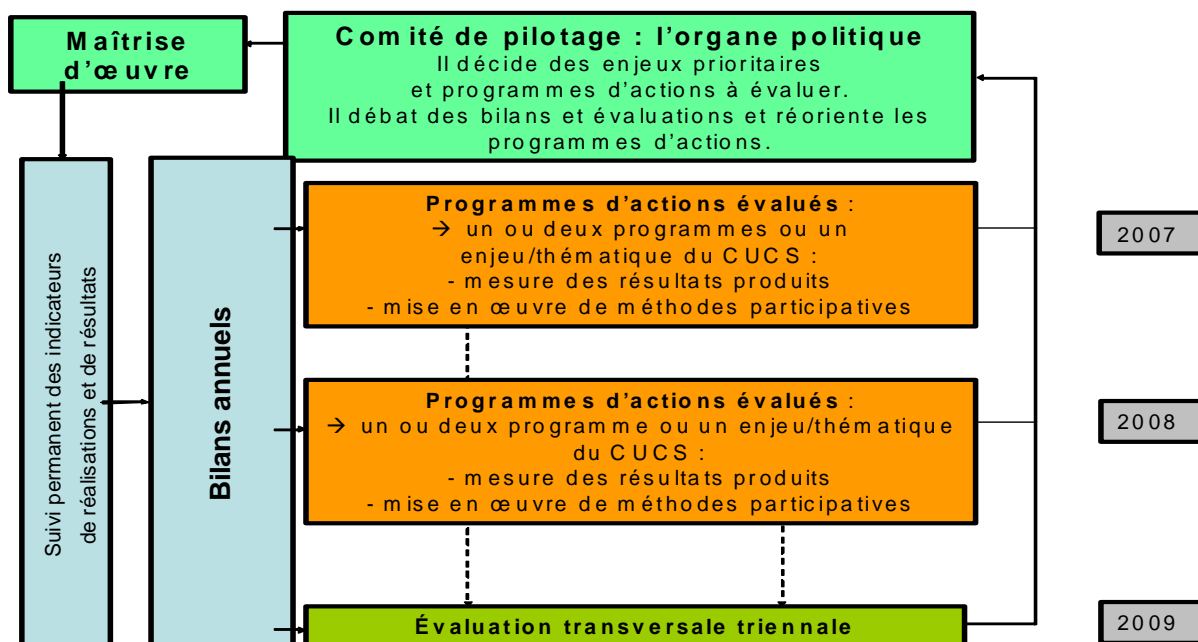 Maîtrise
d'œuvre
Comité de pilotage : l'organe politique
Il décide des enjeux prioritaires
et programmes d'actions à évaluer.
Il débat des bilans et évaluations et réoriente les
programmes d'actions.
Suivi permanent des indicateurs
de réalisations et de résultats
Bilans annuels
Programmes d'actions évalués :
→ un ou deux programmes ou un
enjeu/thématique du CUCS :
- mesure des résultats produits
- mise en œuvre de méthodes participatives
2007
Programmes d'actions évalués :
→ un ou deux programme ou un enjeu/thématique
du CUCS :
- mesure des résultats produits
- mise en œuvre de méthodes participatives
2008
Évaluation transversale triennale
2009